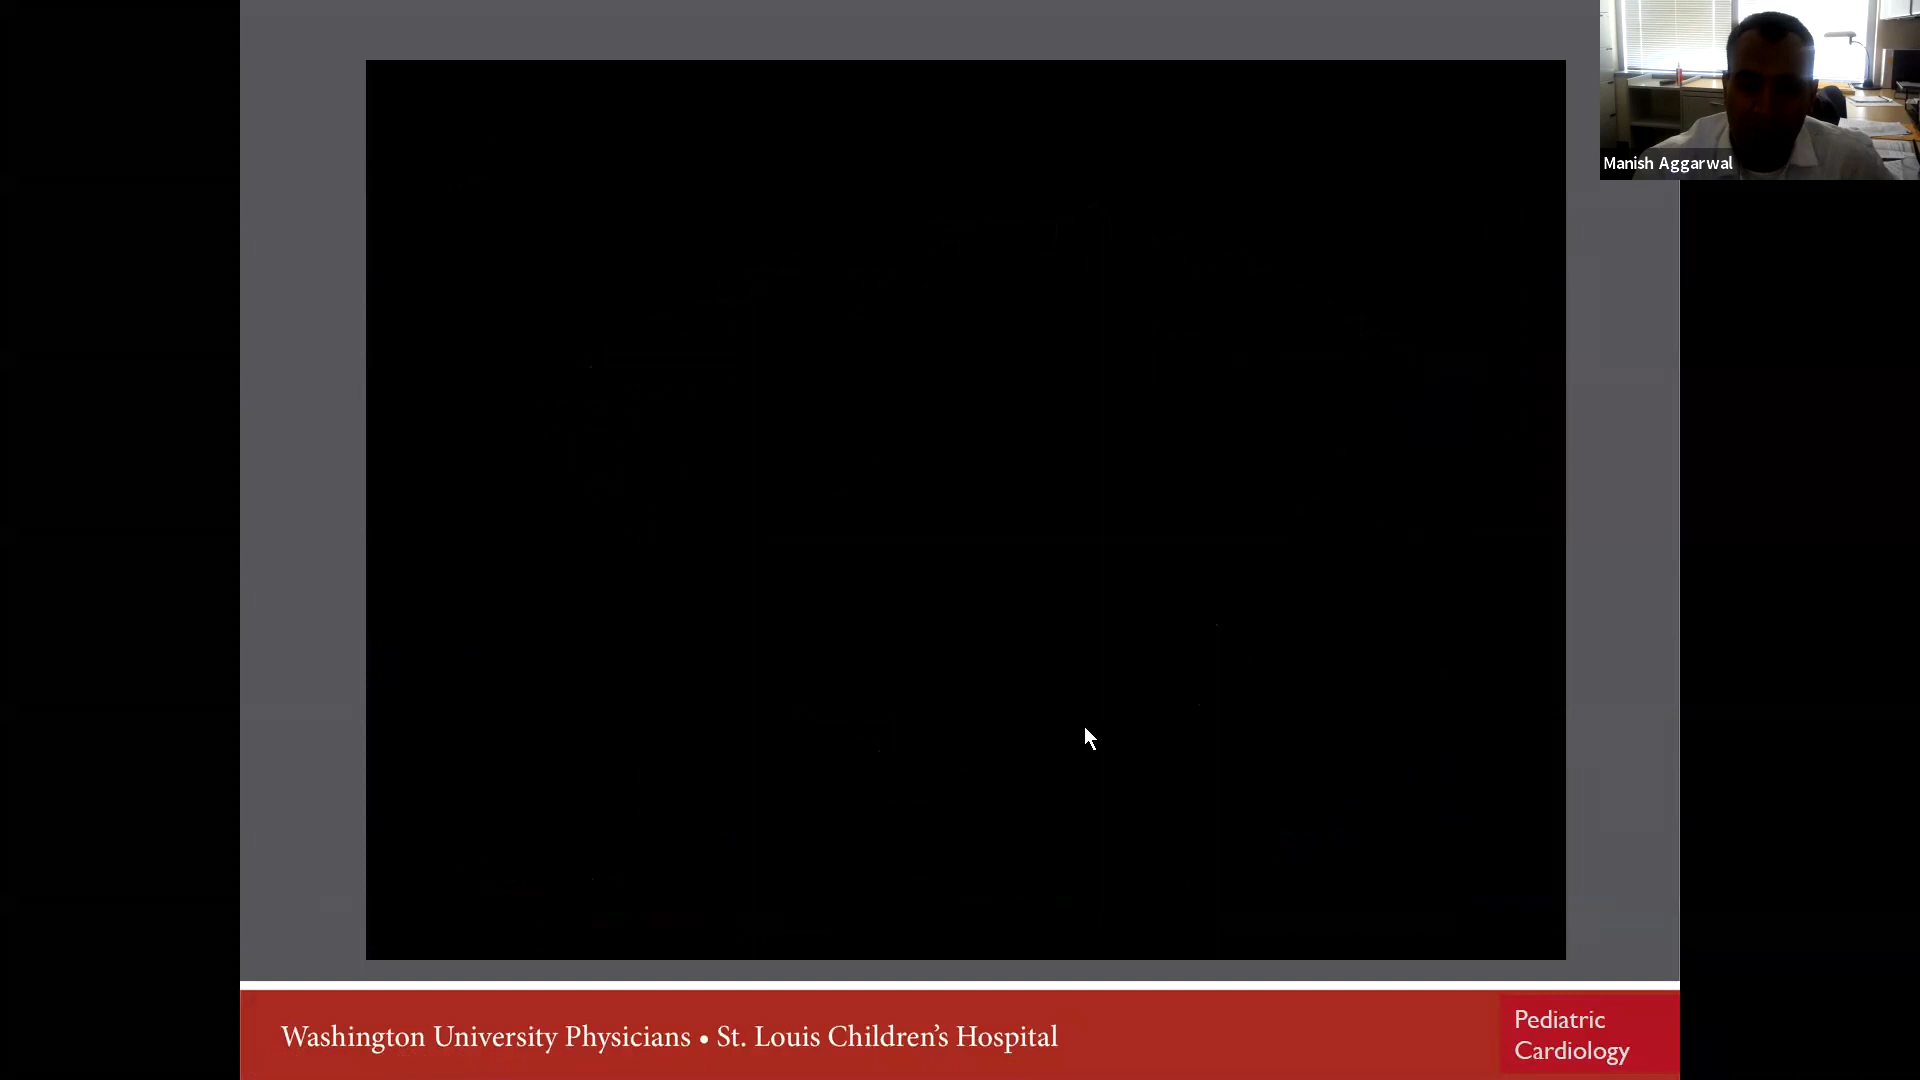 Manish Aggarwal
Washington University Physicians • St. Louis Children's Hospital
Pediatric
Cardiology